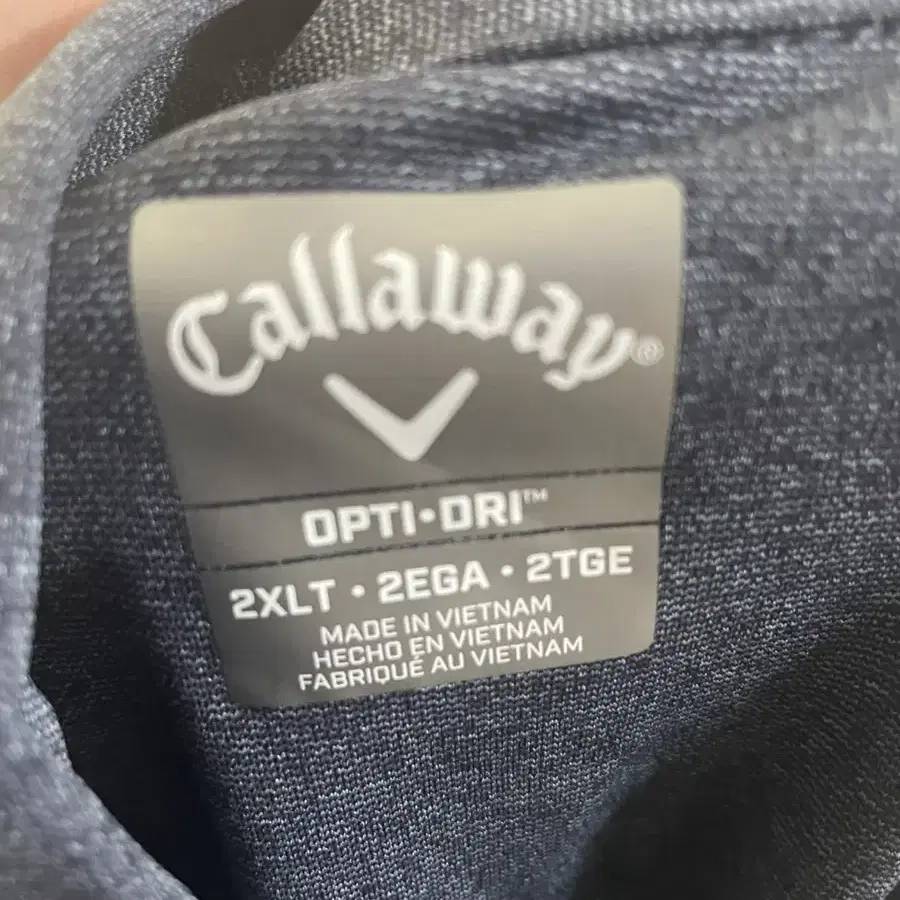 Callaway®
OPTI•DRI™
2XLT • 2EGA • 2TGE
MADE IN VIETNAM
HECHO EN VIETNAM
FABRIQUÉ AU VIETNAM